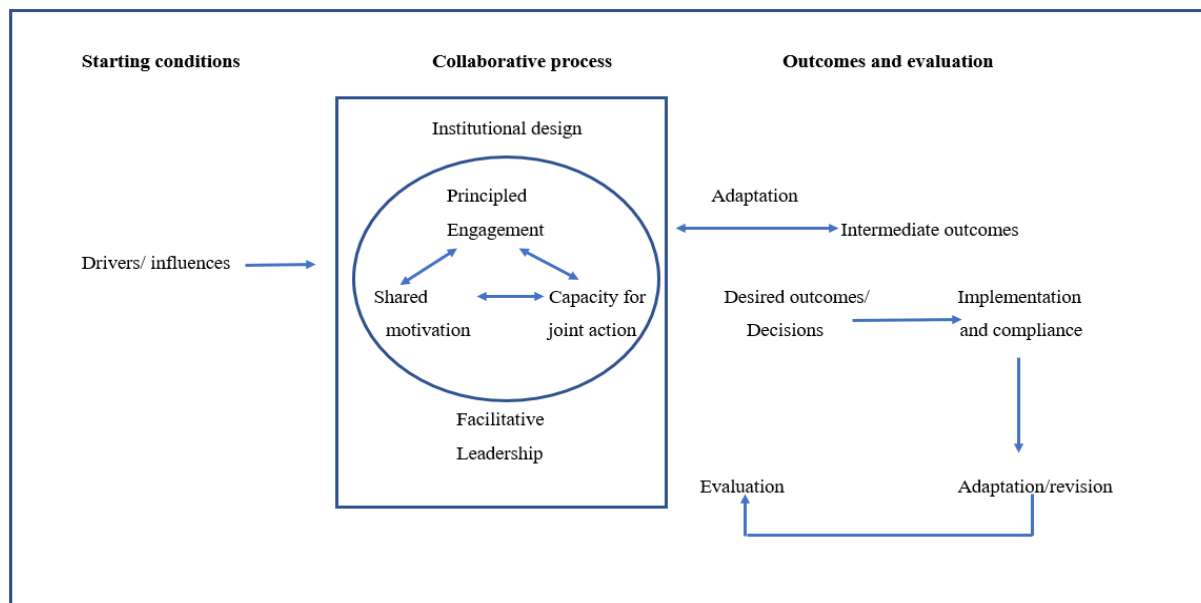 Starting conditions
Collaborative process
Outcomes and evaluation
Institutional design
Principled
Engagement
Adaptation
Intermediate outcomes
Drivers/ influences
Shared
motivation
Capacity for
joint action
Desired outcomes/
Decisions
Implementation
and compliance
Facilitative
Leadership
Evaluation
Adaptation/revision